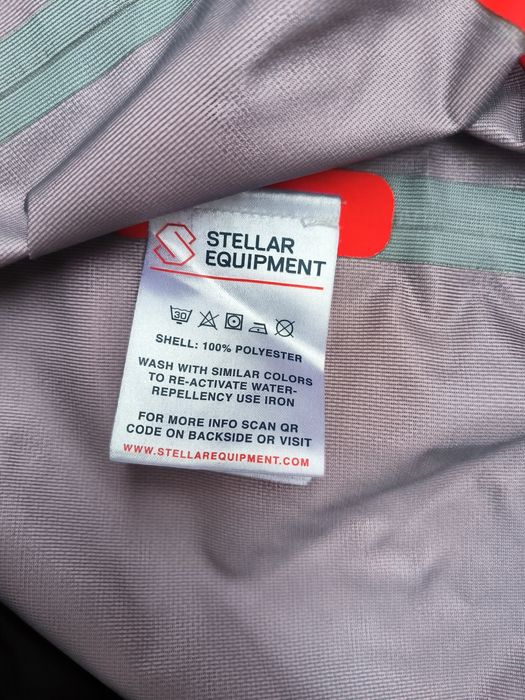 STELLAR
EQUIPMENT
30
SHELL: 100% POLYESTER
WASH WITH SIMILAR COLORS
TO RE-ACTIVATE WATER-
REPELLENCY USE IRON
FOR MORE INFO SCAN QR
CODE ON BACKSIDE OR VISIT
WWW.STELLAREQUIPMENT.COM